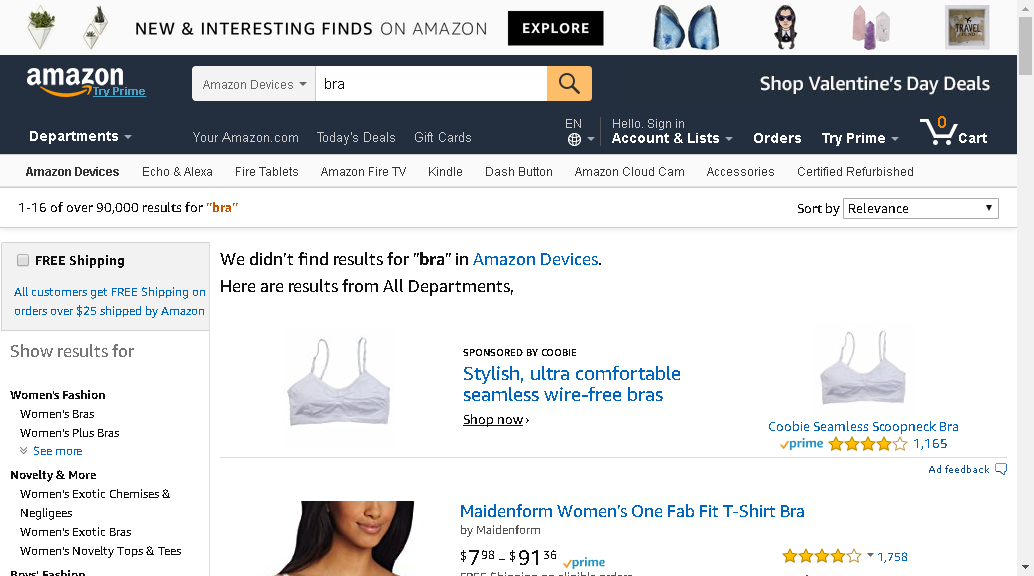 NEW & INTERESTING FINDS ON AMAZON EXPLORE
TRAVEL
amazon
Try Prime
Amazon Devices
bra
Shop Valentine's Day Deals
Departments
Your Amazon.com Today's Deals Gift Cards
EN
Hello. Sign in
Account & Lists
Orders
Try Prime
0
Cart
Amazon Devices Echo & Alexa Fire Tablets Amazon Fire TV Kindle Dash Button Amazon Cloud Cam Accessories Certified Refurbished
1-16 of over 90,000 results for "bra"
Sort by Relevance
FREE Shipping
All customers get FREE Shipping on
orders over $25 shipped by Amazon
Show results for
Women's Fashion
Women's Bras
Women's Plus Bras
See more
Novelty & More
Women's Exotic Chemises &
Negligees
Women's Exotic Bras
Women's Novelty Tops & Tees
Boys' Fashion
We didn't find results for "bra" in Amazon Devices.
Here are results from All Departments,
SPONSORED BY COOBIE
Stylish, ultra comfortable
seamless wire-free bras
Shop now ›
Coobie Seamless Scoopneck Bra
prime 1,165
Ad feedback
Maidenform Women's One Fab Fit T-Shirt Bra
by Maidenform
$7 98 - $91 36 prime
1,758
FREE Shipping on eligible orders